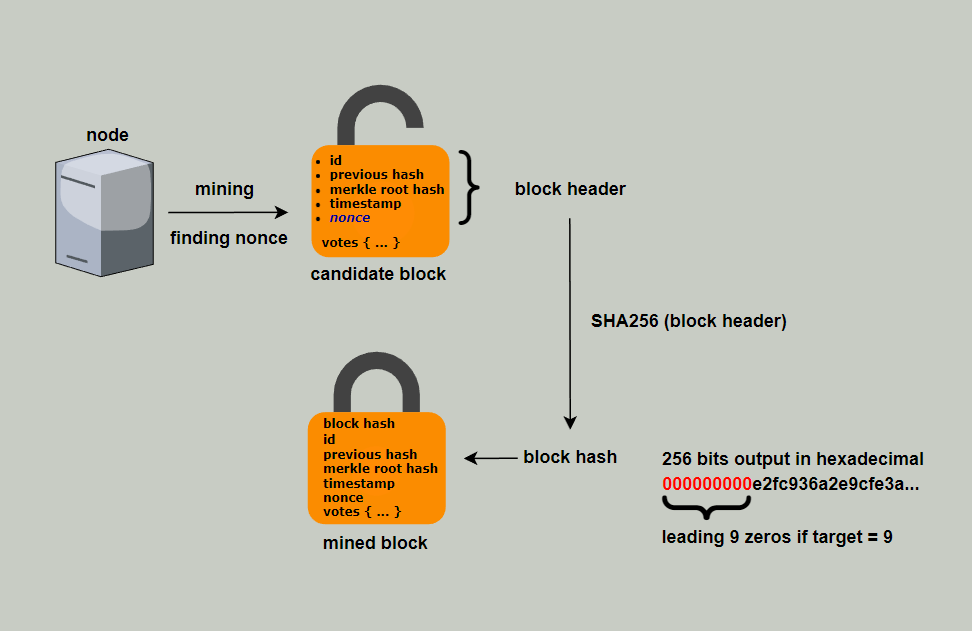 node
mining
finding nonce
• id
• previous hash
• merkle root hash
• timestamp
• nonce
votes { ... }
candidate block
block header
SHA256 (block header)
block hash
256 bits output in hexadecimal
000000000e2fc936a2e9cfe3a...
leading 9 zeros if target = 9
block hash
id
previous hash
merkle root hash
timestamp
nonce
votes { ... }
mined block